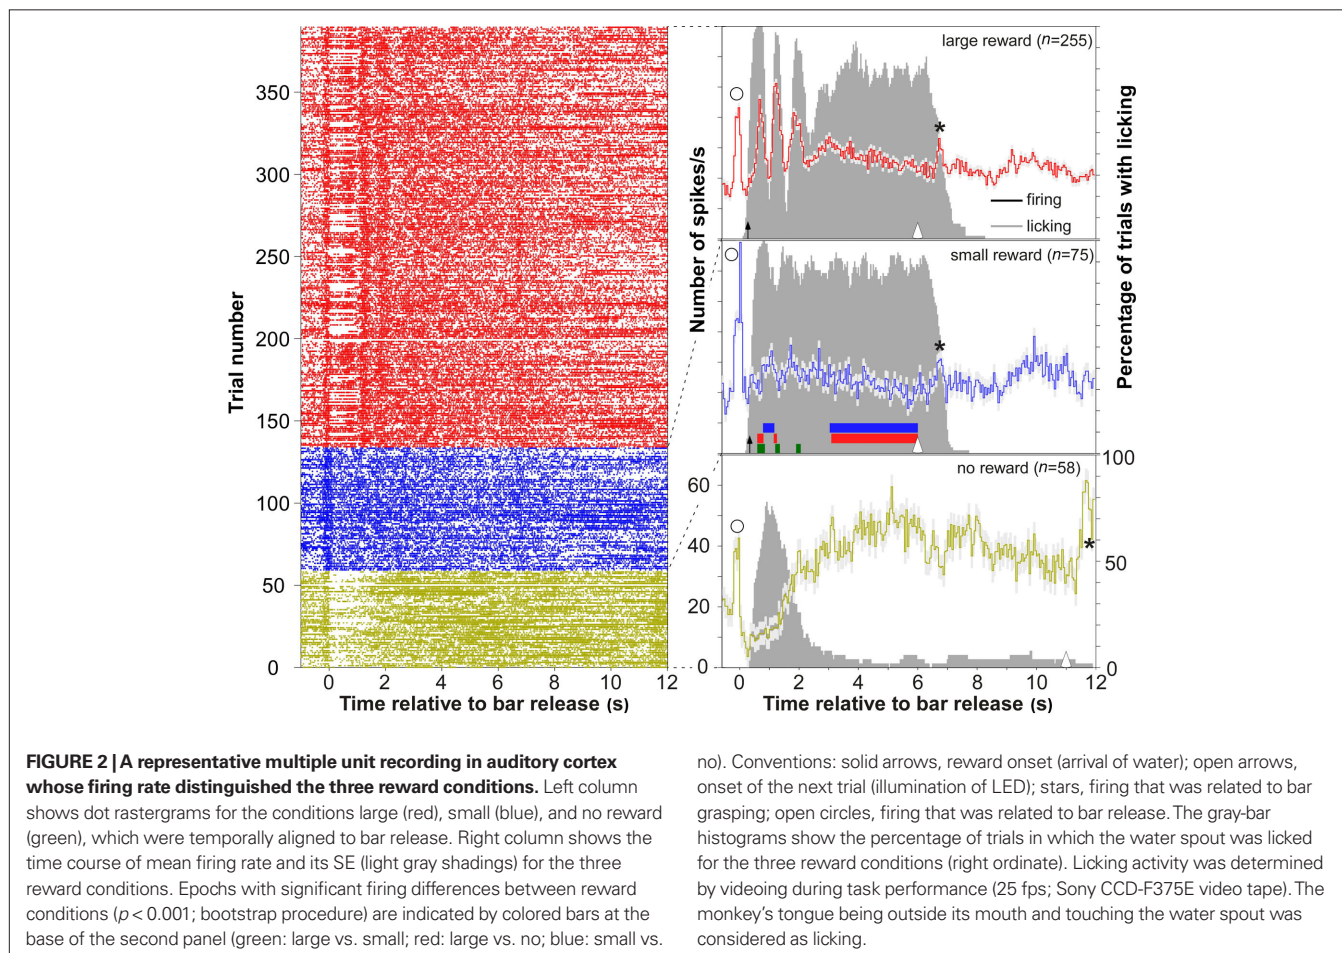 350
300
250
200
150
100
50
0
Trial number
0 2 4 6 8 10 12
Time relative to bar release (s)
large reward (n=255)
*
firing
licking
Number of spikes/s
Percentage of trials with licking
small reward (n=75)
*
no reward (n=58)
100
60
40
*
50
20
0
0
0 2 4 6 8 10 12
Time relative to bar release (s)
FIGURE 2 | A representative multiple unit recording in auditory cortex
whose firing rate distinguished the three reward conditions. Left column
shows dot rastergrams for the conditions large (red), small (blue), and no reward
(green), which were temporally aligned to bar release. Right column shows the
time course of mean firing rate and its SE (light gray shadings) for the three
reward conditions. Epochs with significant firing differences between reward
conditions (p < 0.001; bootstrap procedure) are indicated by colored bars at the
base of the second panel (green: large vs. small; red: large vs. no; blue: small vs.
no). Conventions: solid arrows, reward onset (arrival of water); open arrows,
onset of the next trial (illumination of LED); stars, firing that was related to bar
grasping; open circles, firing that was related to bar release. The gray-bar
histograms show the percentage of trials in which the water spout was licked
for the three reward conditions (right ordinate). Licking activity was determined
by videoing during task performance (25 fps; Sony CCD-F375E video tape). The
monkey's tongue being outside its mouth and touching the water spout was
considered as licking.